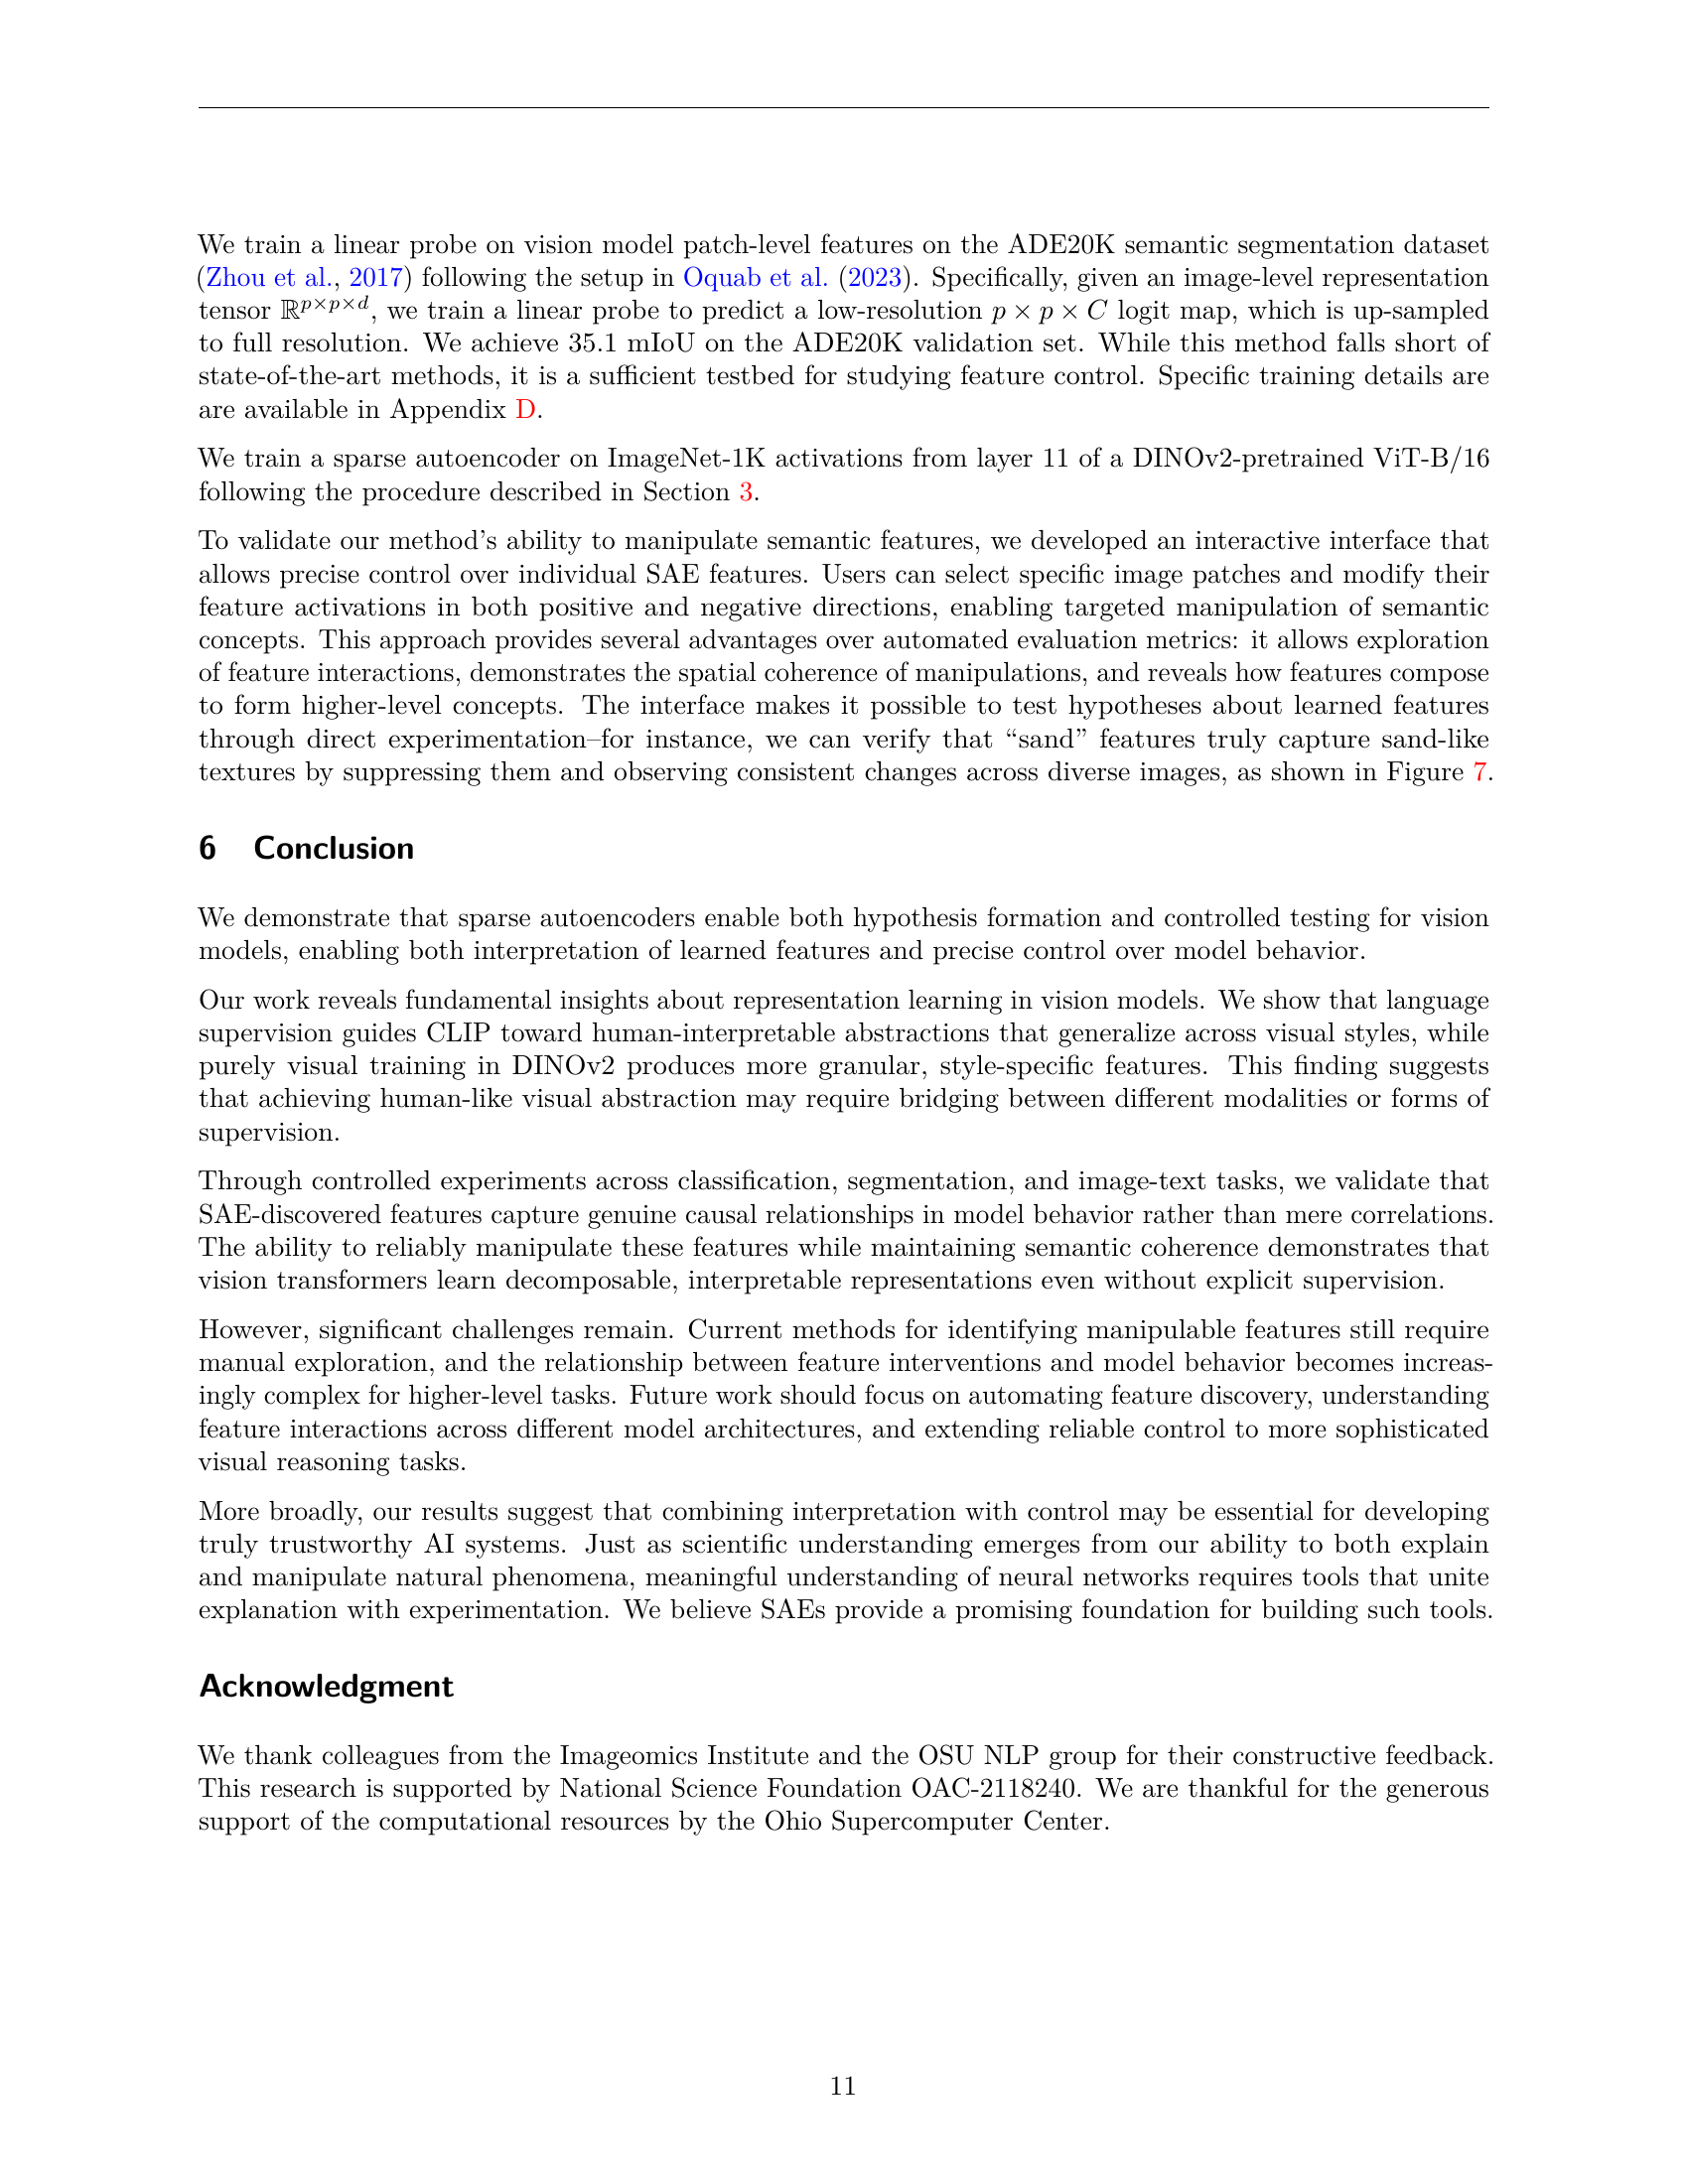 We train a linear probe on vision model patch-level features on the ADE20K semantic segmentation dataset
(Zhou et al., 2017) following the setup in Oquab et al. (2023). Specifically, given an image-level representation
tensor ℝ^{p×p×d}, we train a linear probe to predict a low-resolution p × p × C logit map, which is up-sampled
to full resolution. We achieve 35.1 mIoU on the ADE20K validation set. While this method falls short of
state-of-the-art methods, it is a sufficient testbed for studying feature control. Specific training details are
are available in Appendix D.
We train a sparse autoencoder on ImageNet-1K activations from layer 11 of a DINOv2-pretrained ViT-B/16
following the procedure described in Section 3.
To validate our method's ability to manipulate semantic features, we developed an interactive interface that
allows precise control over individual SAE features. Users can select specific image patches and modify their
feature activations in both positive and negative directions, enabling targeted manipulation of semantic
concepts. This approach provides several advantages over automated evaluation metrics: it allows exploration
of feature interactions, demonstrates the spatial coherence of manipulations, and reveals how features compose
to form higher-level concepts. The interface makes it possible to test hypotheses about learned features
through direct experimentation–for instance, we can verify that “sand” features truly capture sand-like
textures by suppressing them and observing consistent changes across diverse images, as shown in Figure 7.
6 Conclusion
We demonstrate that sparse autoencoders enable both hypothesis formation and controlled testing for vision
models, enabling both interpretation of learned features and precise control over model behavior.
Our work reveals fundamental insights about representation learning in vision models. We show that language
supervision guides CLIP toward human-interpretable abstractions that generalize across visual styles, while
purely visual training in DINOv2 produces more granular, style-specific features. This finding suggests
that achieving human-like visual abstraction may require bridging between different modalities or forms of
supervision.
Through controlled experiments across classification, segmentation, and image-text tasks, we validate that
SAE-discovered features capture genuine causal relationships in model behavior rather than mere correlations.
The ability to reliably manipulate these features while maintaining semantic coherence demonstrates that
vision transformers learn decomposable, interpretable representations even without explicit supervision.
However, significant challenges remain. Current methods for identifying manipulable features still require
manual exploration, and the relationship between feature interventions and model behavior becomes increas-
ingly complex for higher-level tasks. Future work should focus on automating feature discovery, understanding
feature interactions across different model architectures, and extending reliable control to more sophisticated
visual reasoning tasks.
More broadly, our results suggest that combining interpretation with control may be essential for developing
truly trustworthy AI systems. Just as scientific understanding emerges from our ability to both explain
and manipulate natural phenomena, meaningful understanding of neural networks requires tools that unite
explanation with experimentation. We believe SAEs provide a promising foundation for building such tools.
Acknowledgment
We thank colleagues from the Imageomics Institute and the OSU NLP group for their constructive feedback.
This research is supported by National Science Foundation OAC-2118240. We are thankful for the generous
support of the computational resources by the Ohio Supercomputer Center.
11